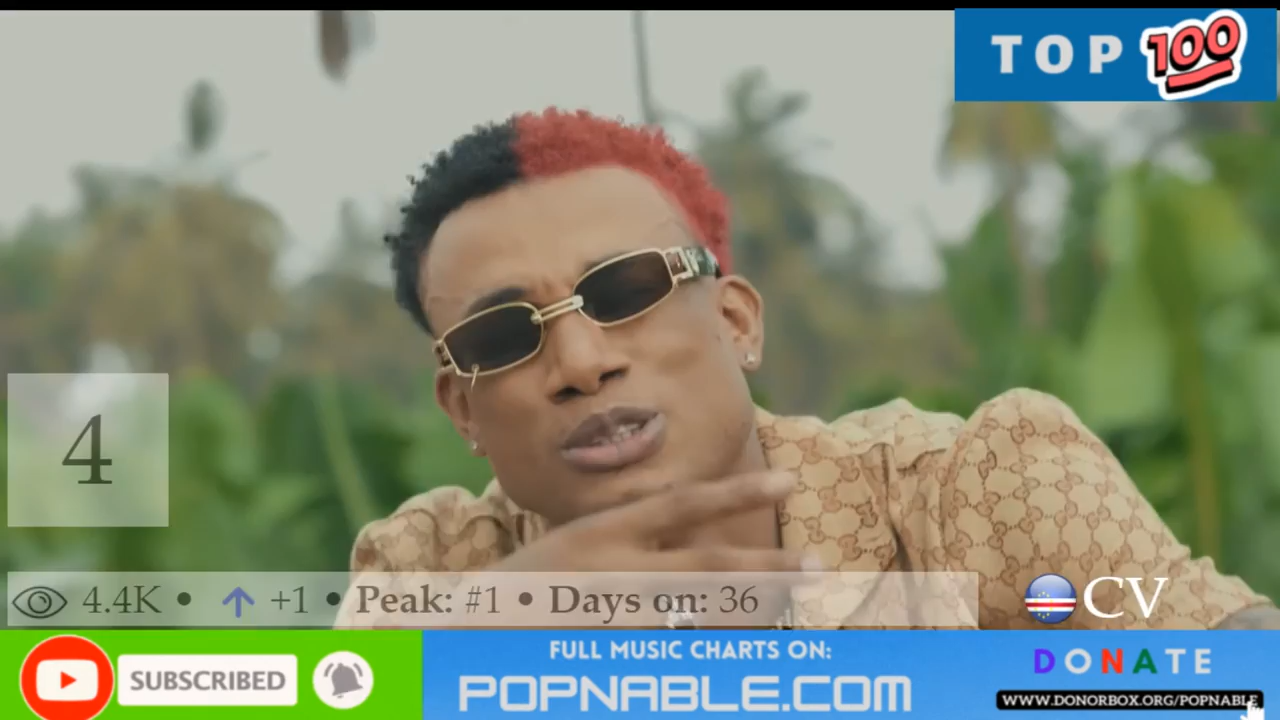 TOP 100
4
4.4K • +1 • Peak: #1 • Days on: 36
CV
SUBSCRIBED
FULL MUSIC CHARTS ON:
POPNABLE.COM
DONATE
WWW.DONORBOX.ORG/POPNABLE